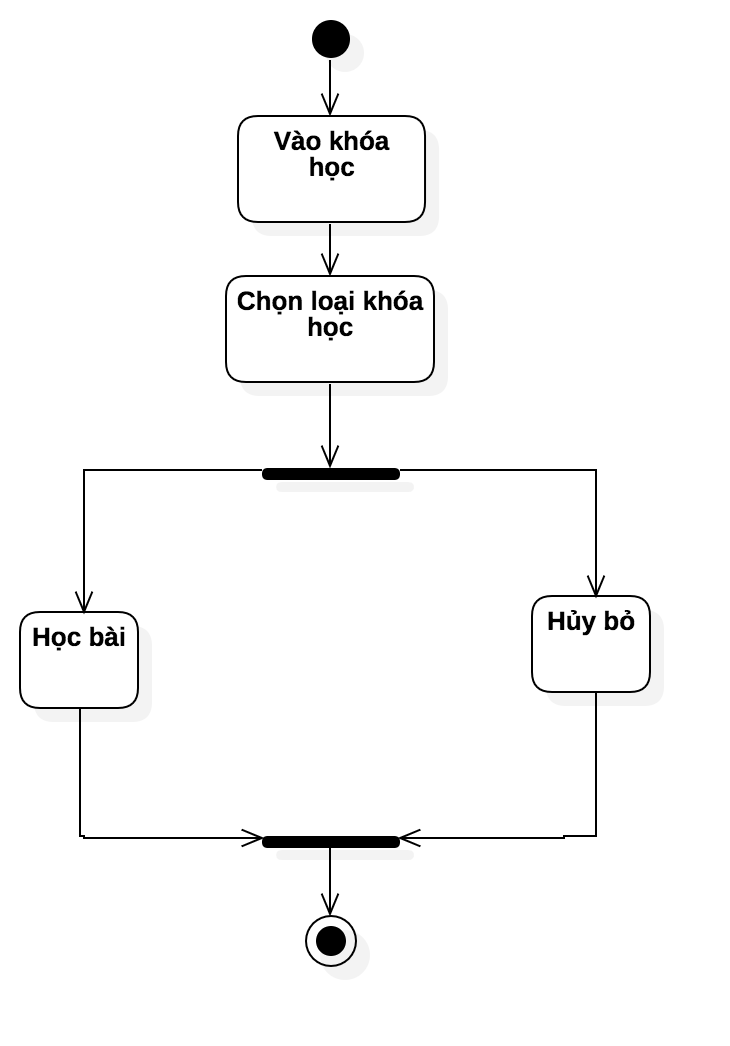 Vào khóa
học
Chọn loại khóa
học
Học bài
Hủy bỏ